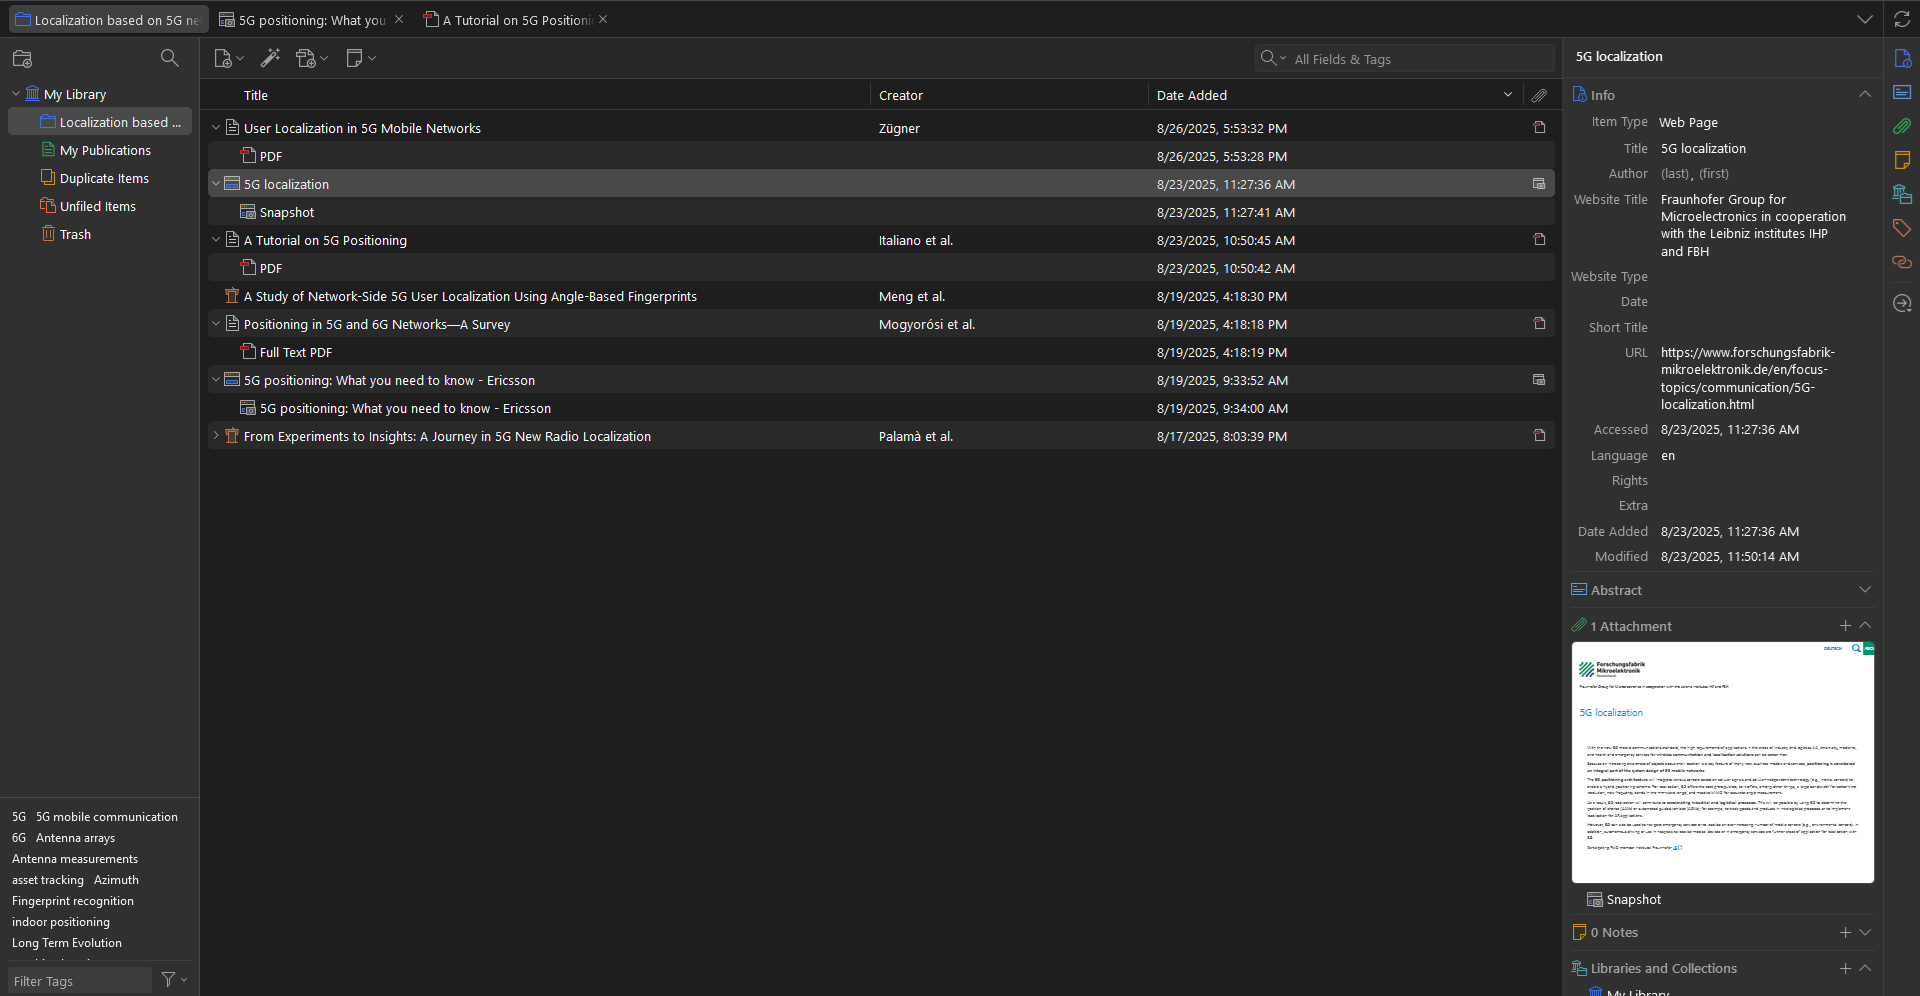 Localization based on 5G ne
5G positioning: What you
A Tutorial on 5G Positioni
My Library
Localization based ...
My Publications
Duplicate Items
Unfiled Items
Trash
5G 5G mobile communication
6G Antenna arrays
Antenna measurements
asset tracking Azimuth
Fingerprint recognition
indoor positioning
Long Term Evolution
Filter Tags
All Fields & Tags
Title Creator Date Added
User Localization in 5G Mobile Networks Zügner 8/26/2025, 5:53:32 PM
PDF 8/26/2025, 5:53:28 PM
5G localization 8/23/2025, 11:27:36 AM
Snapshot 8/23/2025, 11:27:41 AM
A Tutorial on 5G Positioning Italiano et al. 8/23/2025, 10:50:45 AM
PDF 8/23/2025, 10:50:42 AM
A Study of Network-Side 5G User Localization Using Angle-Based Fingerprints Meng et al. 8/19/2025, 4:18:30 PM
Positioning in 5G and 6G Networks—A Survey Mogyorósi et al. 8/19/2025, 4:18:18 PM
Full Text PDF 8/19/2025, 4:18:19 PM
5G positioning: What you need to know - Ericsson 8/19/2025, 9:33:52 AM
5G positioning: What you need to know - Ericsson 8/19/2025, 9:34:00 AM
From Experiments to Insights: A Journey in 5G New Radio Localization Palamà et al. 8/17/2025, 8:03:39 PM
5G localization
Info
Item Type Web Page
Title 5G localization
Author (last), (first)
Website Title Fraunhofer Group for
Microelectronics in cooperation
with the Leibniz institutes IHP
and FBH
Website Type
Date
Short Title
URL https://www.forschungsfabrik-
mikroelektronik.de/en/focus-
topics/communication/5G-
localization.html
Accessed 8/23/2025, 11:27:36 AM
Language en
Rights
Extra
Date Added 8/23/2025, 11:27:36 AM
Modified 8/23/2025, 11:50:14 AM
Abstract
1 Attachment
DEUTSCH
Forschungsfabrik
Mikroelektronik
Deutschland
Fraunhofer Group for Microelectronics in cooperation with the Leibniz institutes IHP and FBH
5G localization
Snapshot
0 Notes
Libraries and Collections
My Library